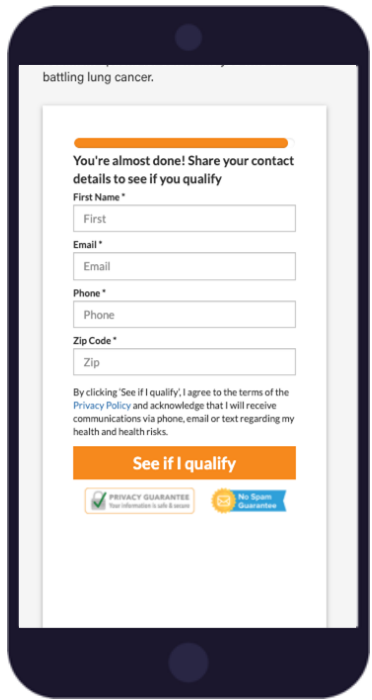 battling lung cancer.
You're almost done! Share your contact
details to see if you qualify
First Name *
First
Email *
Email
Phone *
Phone
Zip Code *
Zip
By clicking 'See if I qualify', I agree to the terms of the
Privacy Policy and acknowledge that I will receive
communications via phone, email or text regarding my
health and health risks.
See if I qualify
PRIVACY GUARANTEE
Your information is safe & secure
No Spam
Guarantee